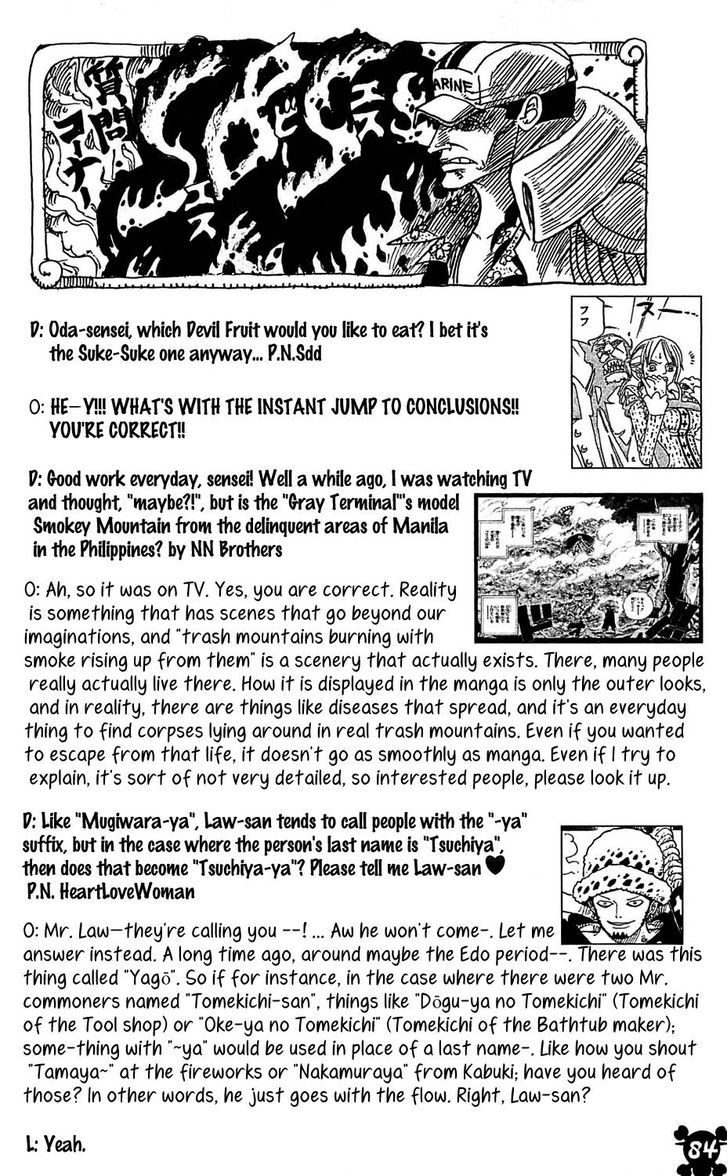 質問
コーナー
SBS
エス
ビー
エス
MARINE
フフ
スーー
D: Oda-sensei, which Devil Fruit would you like to eat? I bet it's
the Suke-Suke one anyway... P.N.Sdd
O: HE—Y!!! WHAT'S WITH THE INSTANT JUMP TO CONCLUSIONS!!
YOU'RE CORRECT!!
D: Good work everyday, sensei! Well a while ago, I was watching TV
and thought, "maybe?!", but is the "Gray Terminal"'s model
Smokey Mountain from the delinquent areas of Manila
in the Philippines? by NN Brothers
O: Ah, so it was on TV. Yes, you are correct. Reality
is something that has scenes that go beyond our
imaginations, and "trash mountains burning with
smoke rising up from them" is a scenery that actually exists. There, many people
really actually live there. How it is displayed in the manga is only the outer looks,
and in reality, there are things like diseases that spread, and it's an everyday
thing to find corpses lying around in real trash mountains. Even if you wanted
to escape from that life, it doesn't go as smoothly as manga. Even if I try to
explain, it's sort of not very detailed, so interested people, please look it up.
D: Like "Mugiwara-ya", Law-san tends to call people with the "-ya"
suffix, but in the case where the person's last name is "Tsuchiya",
then does that become "Tsuchiya-ya"? Please tell me Law-san ♥
P.N. HeartLoveWoman
O: Mr. Law—they're calling you --! ... Aw he won't come-. Let me
answer instead. A long time ago, around maybe the Edo period--. There was this
thing called "Yagō". So if for instance, in the case where there were two Mr.
commoners named "Tomekichi-san", things like "Dōgu-ya no Tomekichi" (Tomekichi
of the Tool shop) or "Oke-ya no Tomekichi" (Tomekichi of the Bathtub maker);
some-thing with "~ya" would be used in place of a last name-. Like how you shout
"Tamaya~" at the fireworks or "Nakamuraya" from Kabuki; have you heard of
those? In other words, he just goes with the flow. Right, Law-san?
L: Yeah.
84